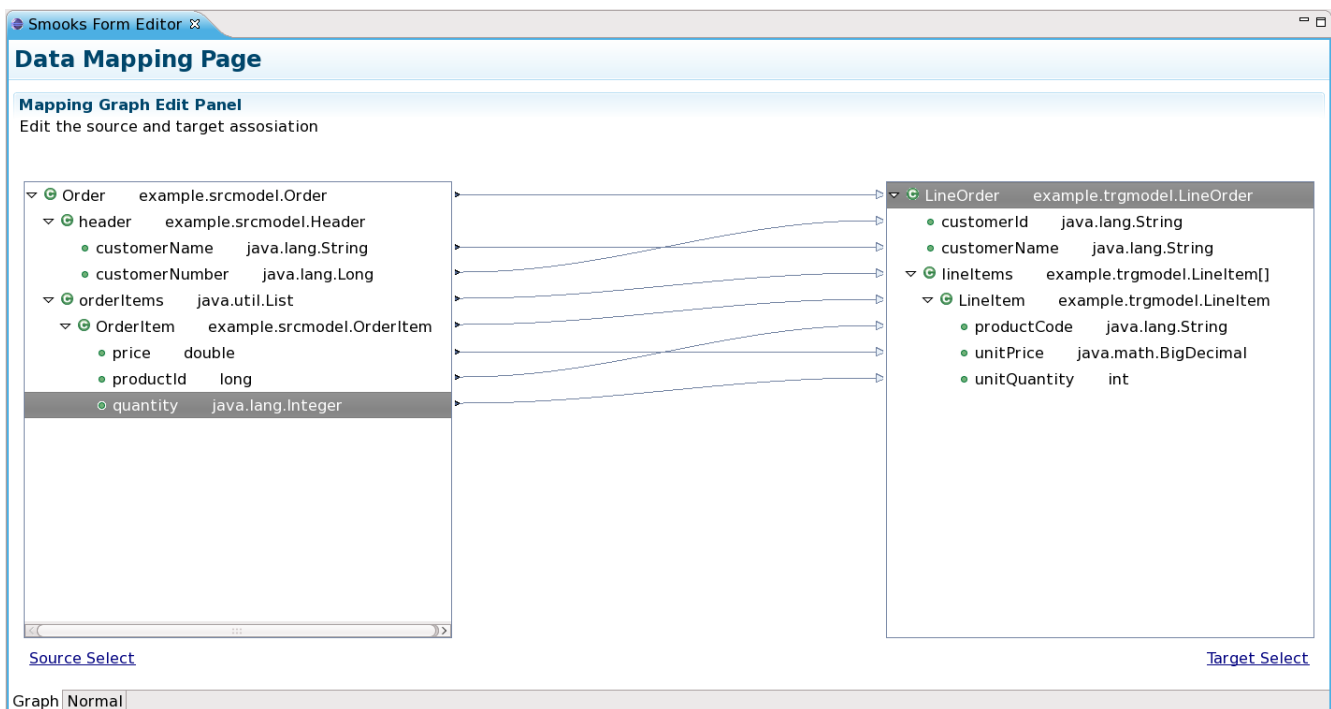 Smooks Form Editor
Data Mapping Page
Mapping Graph Edit Panel
Edit the source and target assosiation
Order example.srcmodel.Order
header example.srcmodel.Header
customerName java.lang.String
customerNumber java.lang.Long
orderItems java.util.List
OrderItem example.srcmodel.OrderItem
price double
productId long
quantity java.lang.Integer
LineOrder example.trgmodel.LineOrder
customerId java.lang.String
customerName java.lang.String
lineItems example.trgmodel.LineItem[]
LineItem example.trgmodel.LineItem
productCode java.lang.String
unitPrice java.math.BigDecimal
unitQuantity int
Source Select
Target Select
Graph Normal